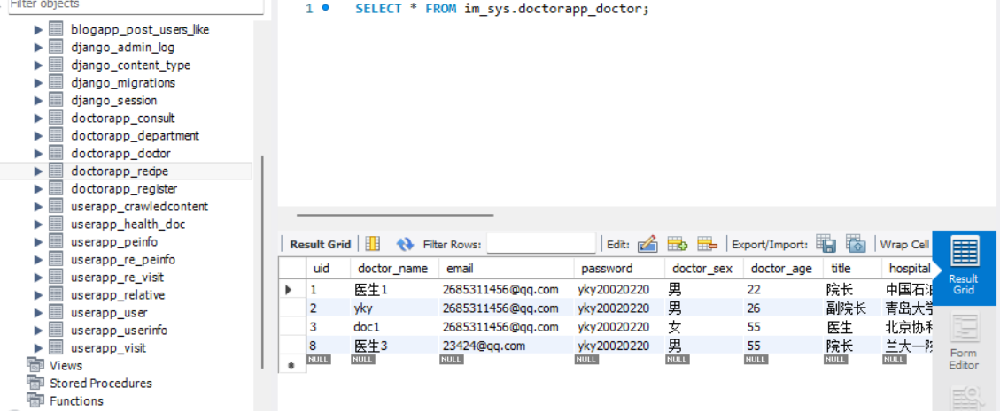 Filter objects
blogapp_post_users_like
django_admin_log
django_content_type
django_migrations
django_session
doctorapp_consult
doctorapp_department
doctorapp_doctor
doctorapp_recipe
doctorapp_register
userapp_crawledcontent
userapp_health_doc
userapp_peinfo
userapp_re_peinfo
userapp_re_visit
userapp_relative
userapp_user
userapp_userinfo
userapp_visit
Views
Stored Procedures
Functions
1 SELECT * FROM im_sys.doctorapp_doctor;
Result Grid Filter Rows: Edit: Export/Import: Wrap Cell
uid doctor_name email password doctor_sex doctor_age title hospital
1 医生1 2685311456@qq.com yky20020220 男 22 院长 中国石油
2 yky 2685311456@qq.com yky20020220 男 26 副院长 青岛大学
3 doc1 2685311456@qq.com yky20020220 女 55 医生 北京协和
8 医生3 23424@qq.com yky20020220 男 55 院长 兰大一院
NULL NULL NULL NULL NULL NULL NULL NULL
Result
Grid
Form
Editor